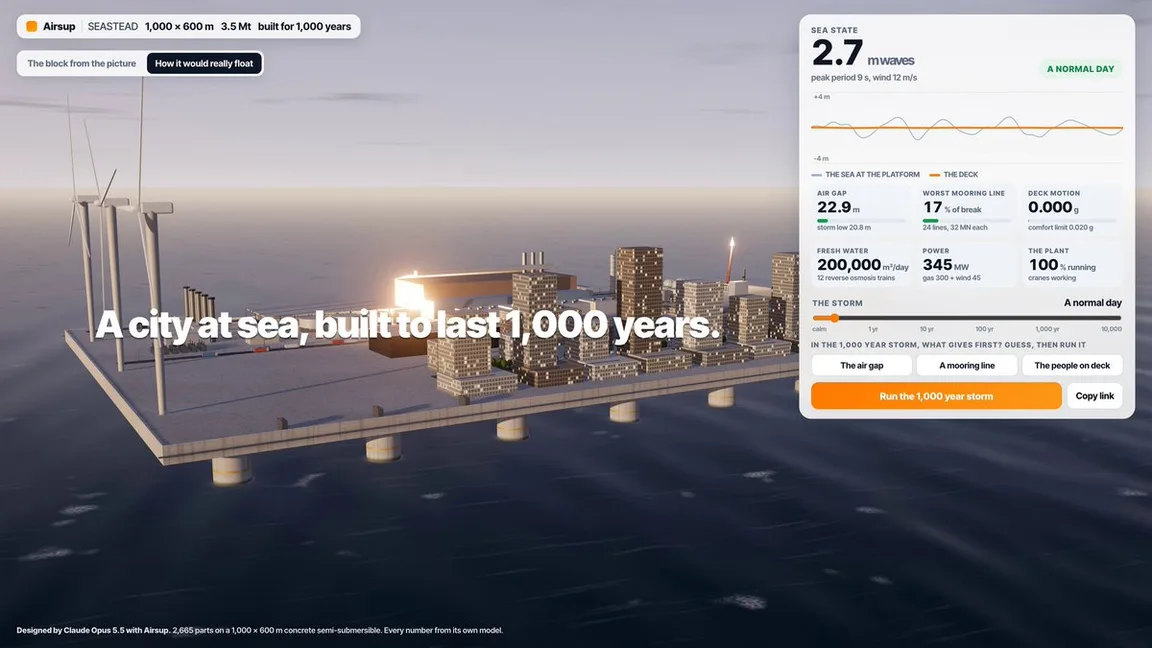 Airsup SEASTEAD 1,000 × 600 m 3.5 Mt built for 1,000 years
The block from the picture How it would really float
A city at sea, built to last 1,000 years.
SEA STATE
2.7 m waves
A NORMAL DAY
peak period 9 s, wind 12 m/s
+4 m
-4 m
THE SEA AT THE PLATFORM THE DECK
AIR GAP
22.9 m
storm low 20.8 m
WORST MOORING LINE
17 % of break
24 lines, 32 MN each
DECK MOTION
0.000 g
comfort limit 0.020 g
FRESH WATER
200,000 m³/day
12 reverse osmosis trains
POWER
345 MW
gas 300 + wind 45
THE PLANT
100 % running
cranes working
THE STORM A normal day
calm 1 yr 10 yr 100 yr 1,000 yr 10,000
IN THE 1,000 YEAR STORM, WHAT GIVES FIRST? GUESS, THEN RUN IT
The air gap A mooring line The people on deck
Run the 1,000 year storm Copy link
Designed by Claude Opus 5.5 with Airsup. 2,665 parts on a 1,000 × 600 m concrete semi-submersible. Every number from its own model.